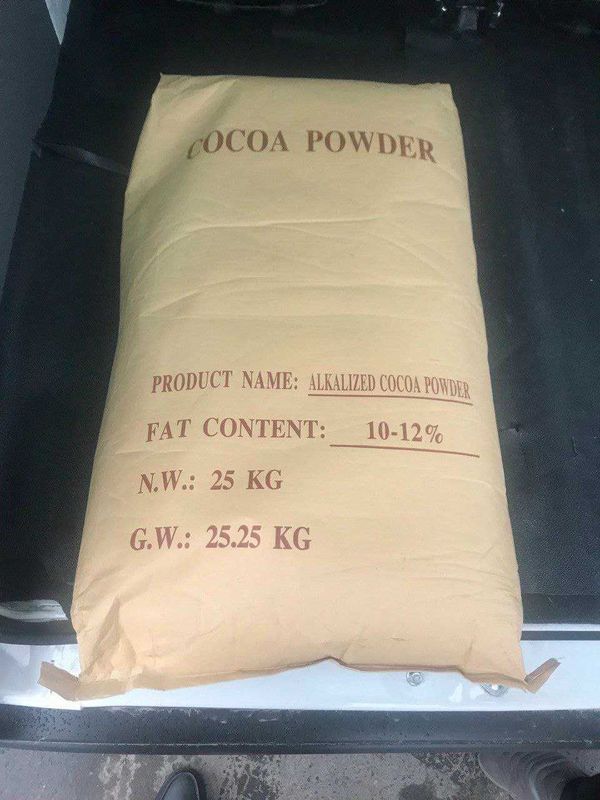 COCOA POWDER
PRODUCT NAME: ALKALIZED COCOA POWDER
FAT CONTENT: 10-12%
N.W.: 25 KG
G.W.: 25.25 KG